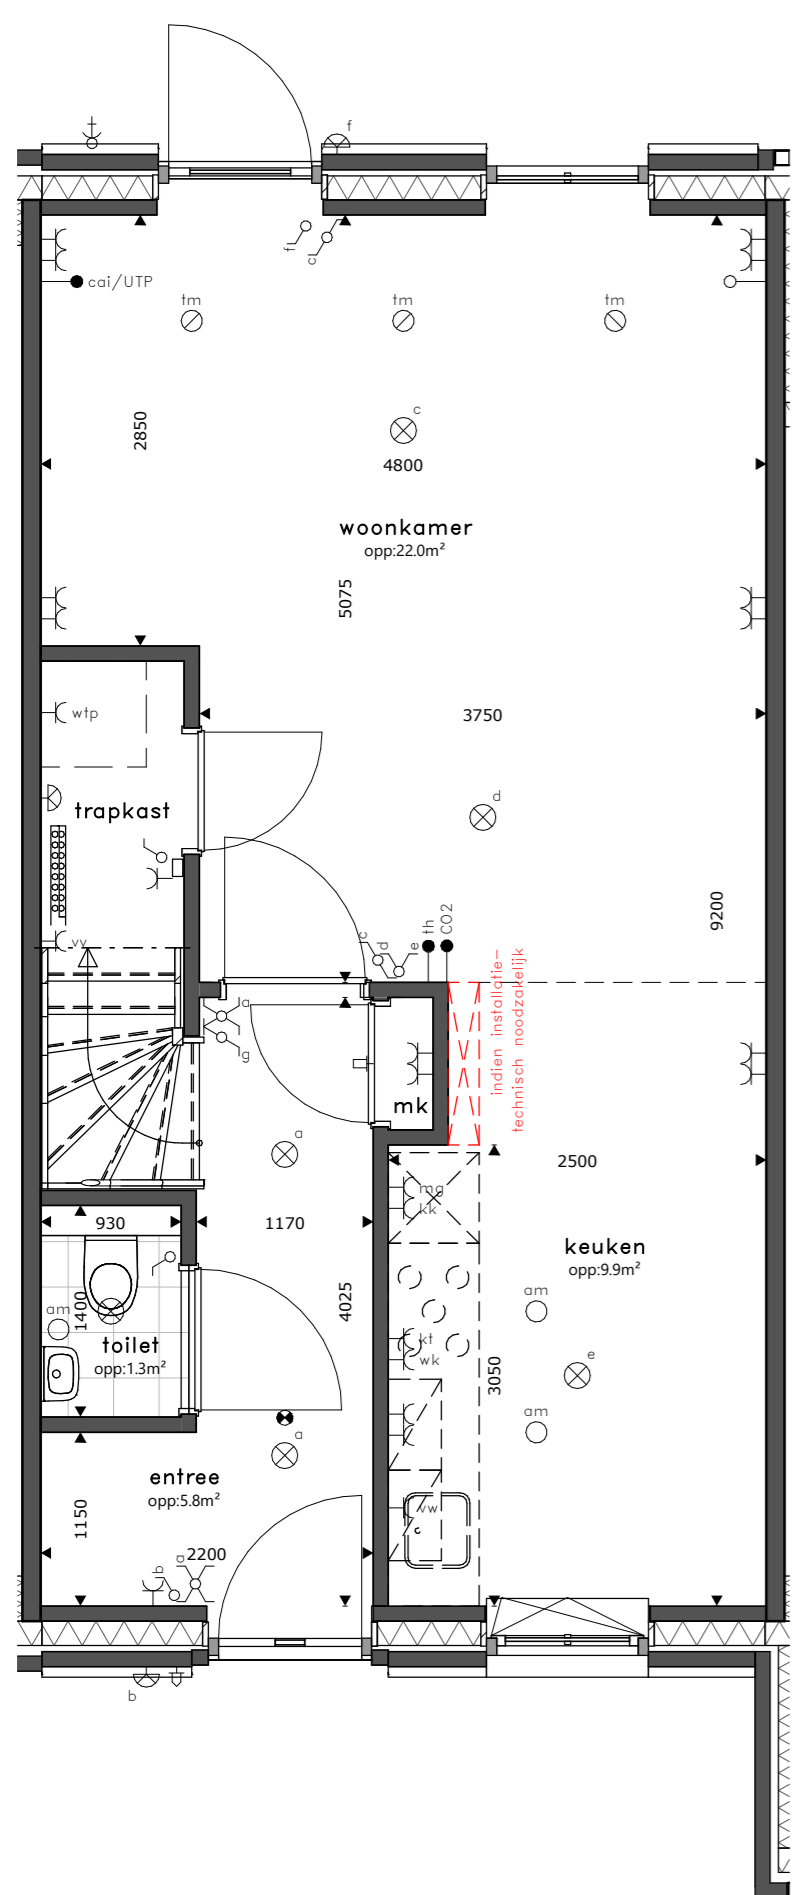 f
f
c
cai/UTP
tm
tm
tm
c
2850
4800
woonkamer
opp:22.0m²
5075
wtp
3750
d
trapkast
9200
c
d
e
th
CO2
vv
indien installatie-
technisch noodzakelijk
a
g
mk
a
2500
mg
kk
930
1170
keuken
opp:9.9m²
4025
1400
am
am
toilet
opp:1.3m²
kt
wk
3050
e
am
a
entree
opp:5.8m²
1150
vw
c
2200
b
a
b